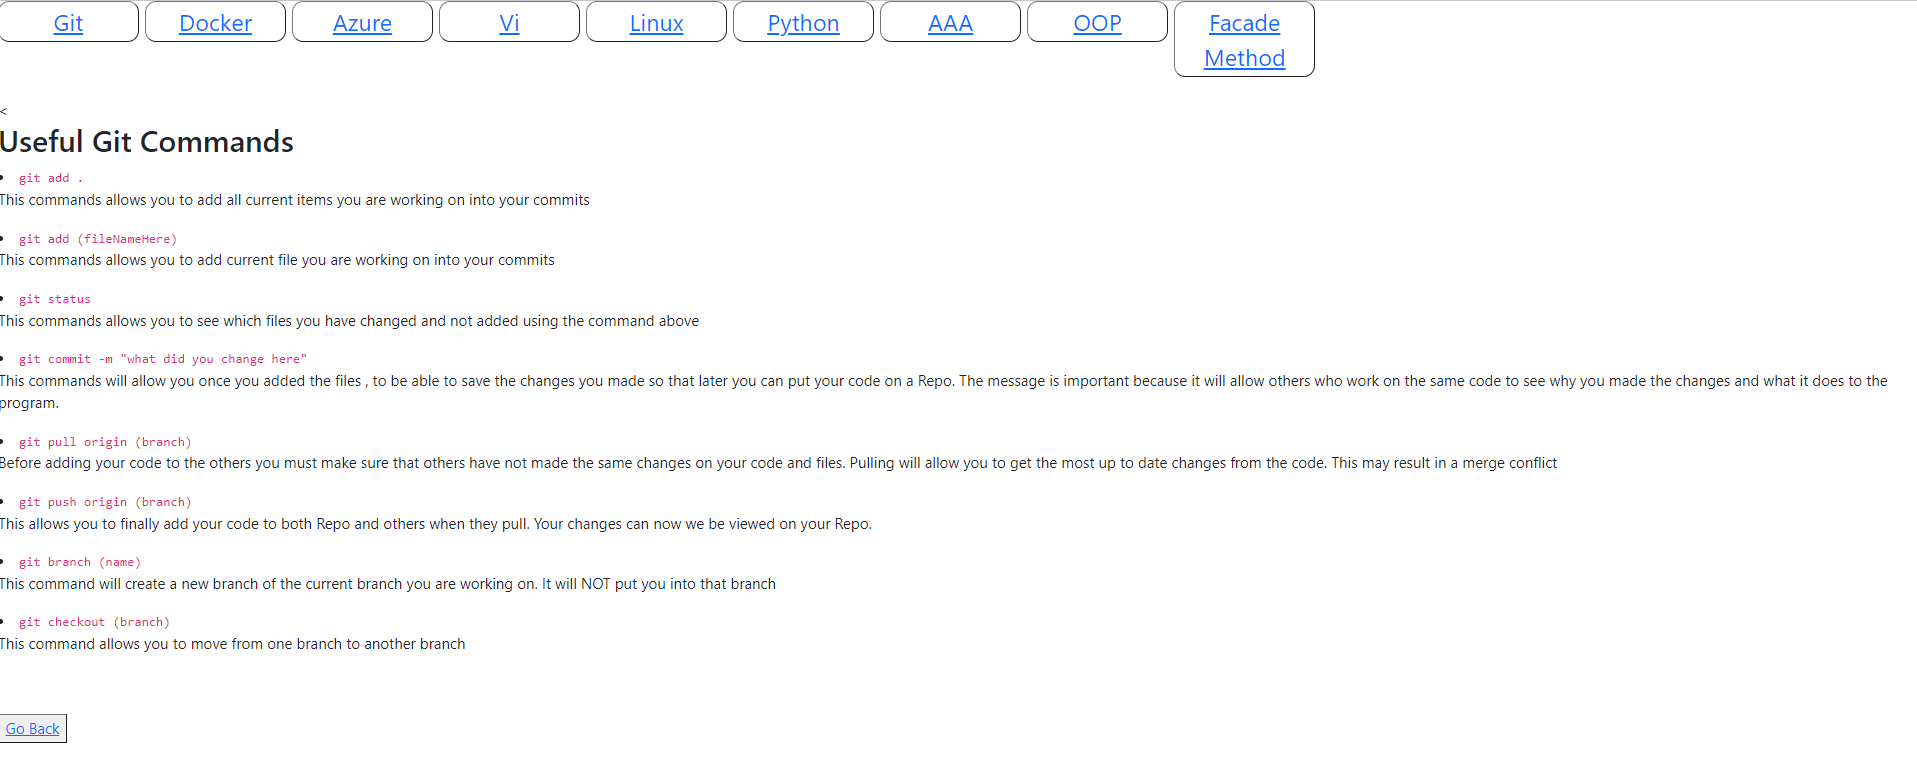 Git Docker Azure Vi Linux Python AAA OOP Facade
Method
<
Useful Git Commands
• git add .
This commands allows you to add all current items you are working on into your commits
• git add (fileNameHere)
This commands allows you to add current file you are working on into your commits
• git status
This commands allows you to see which files you have changed and not added using the command above
• git commit -m "what did you change here"
This commands will allow you once you added the files , to be able to save the changes you made so that later you can put your code on a Repo. The message is important because it will allow others who work on the same code to see why you made the changes and what it does to the
program.
• git pull origin (branch)
Before adding your code to the others you must make sure that others have not made the same changes on your code and files. Pulling will allow you to get the most up to date changes from the code. This may result in a merge conflict
• git push origin (branch)
This allows you to finally add your code to both Repo and others when they pull. Your changes can now we be viewed on your Repo.
• git branch (name)
This command will create a new branch of the current branch you are working on. It will NOT put you into that branch
• git checkout (branch)
This command allows you to move from one branch to another branch
Go Back